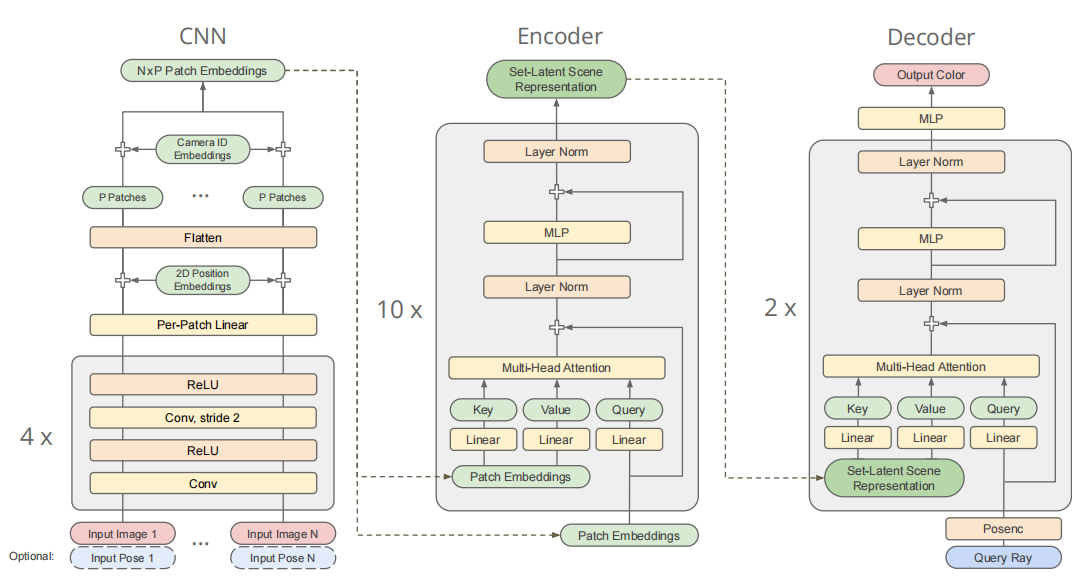 CNN
NxP Patch Embeddings
Camera ID
Embeddings
P Patches
...
P Patches
Flatten
2D Position
Embeddings
Per-Patch Linear
4 x
ReLU
Conv, stride 2
ReLU
Conv
Input Image 1
...
Input Image N
Optional:
Input Pose 1
Input Pose N
Encoder
Set-Latent Scene
Representation
10 x
Layer Norm
MLP
Layer Norm
Multi-Head Attention
Key
Value
Query
Linear
Linear
Linear
Patch Embeddings
Patch Embeddings
Decoder
Output Color
MLP
2 x
Layer Norm
MLP
Layer Norm
Multi-Head Attention
Key
Value
Query
Linear
Linear
Linear
Set-Latent Scene
Representation
Posenc
Query Ray